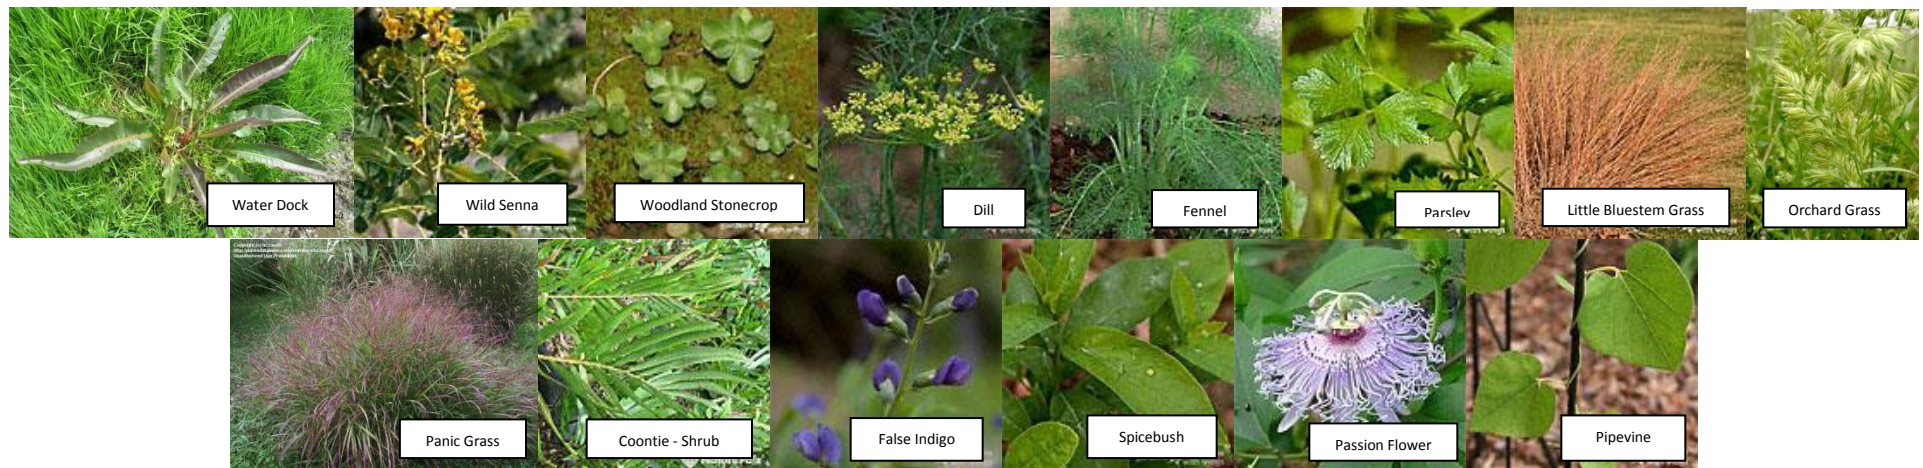 Water Dock
Wild Senna
Woodland Stonecrop
Dill
Fennel
Parsley
Little Bluestem Grass
Orchard Grass
Panic Grass
Coontie - Shrub
False Indigo
Spicebush
Passion Flower
Pipevine